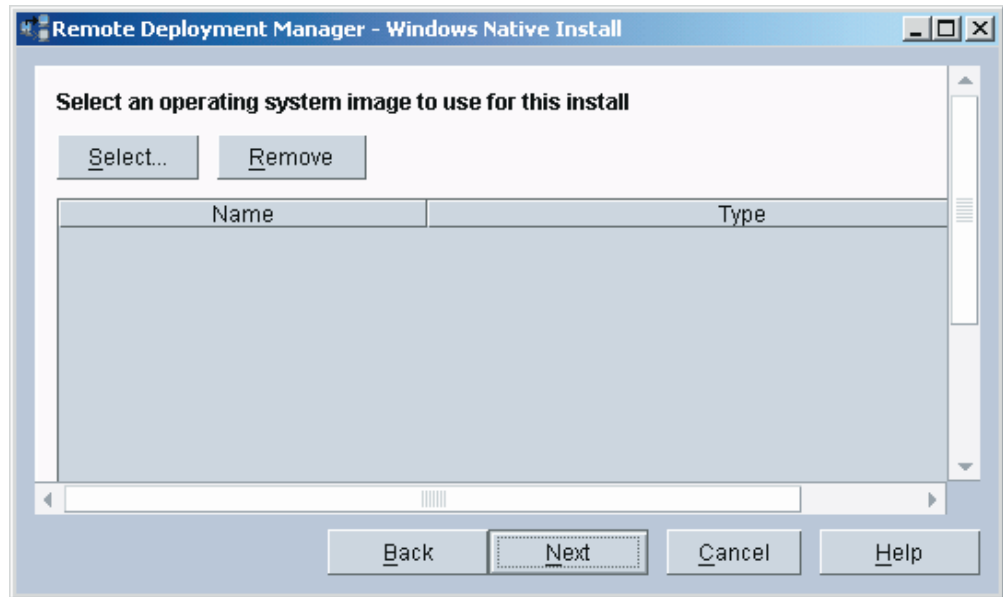 Remote Deployment Manager - Windows Native Install
Select an operating system image to use for this install
Select... Remove
Name Type
Back Next Cancel Help